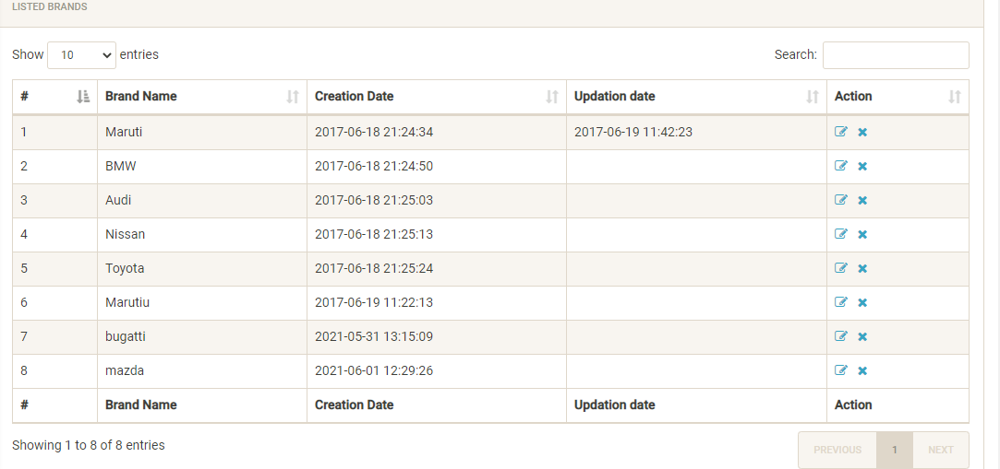 LISTED BRANDS
Show 10 entries Search:
# Brand Name Creation Date Updation date Action
1 Maruti 2017-06-18 21:24:34 2017-06-19 11:42:23
2 BMW 2017-06-18 21:24:50
3 Audi 2017-06-18 21:25:03
4 Nissan 2017-06-18 21:25:13
5 Toyota 2017-06-18 21:25:24
6 Marutiu 2017-06-19 11:22:13
7 bugatti 2021-05-31 13:15:09
8 mazda 2021-06-01 12:29:26
# Brand Name Creation Date Updation date Action
Showing 1 to 8 of 8 entries PREVIOUS 1 NEXT